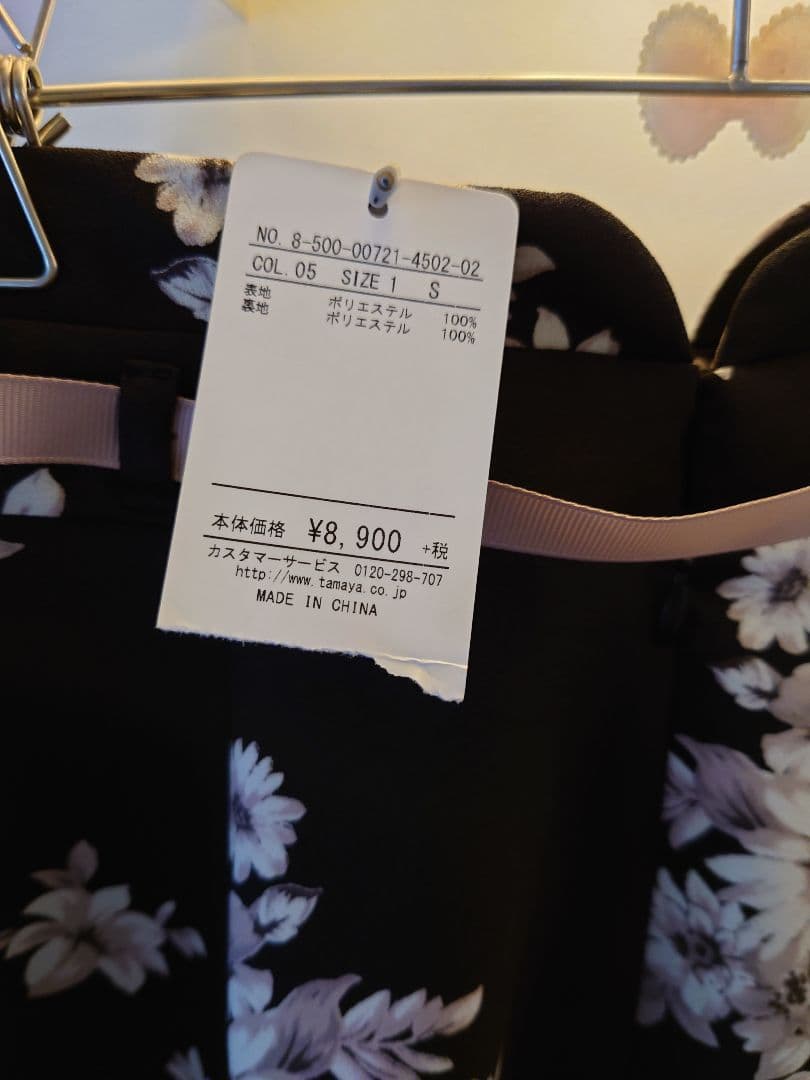 NO. 8-500-00721-4502-02
COL. 05 SIZE 1 S
表地 ポリエステル 100%
裏地 ポリエステル 100%
本体価格 ¥8,900 +税
カスタマーサービス 0120-298-707
http://www.tamaya.co.jp
MADE IN CHINA